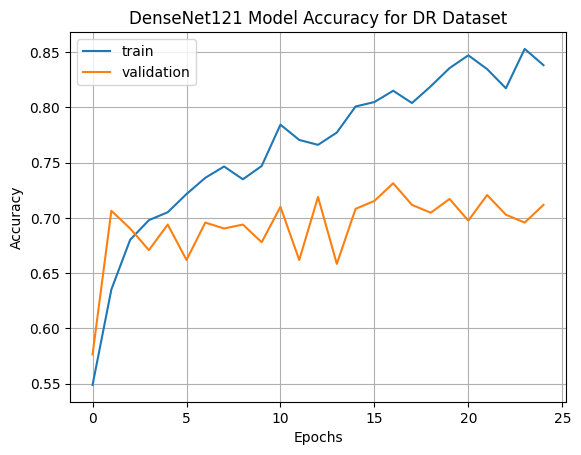 DenseNet121 Model Accuracy for DR Dataset
train
validation
Accuracy
0.85
0.80
0.75
0.70
0.65
0.60
0.55
0 5 10 15 20 25
Epochs